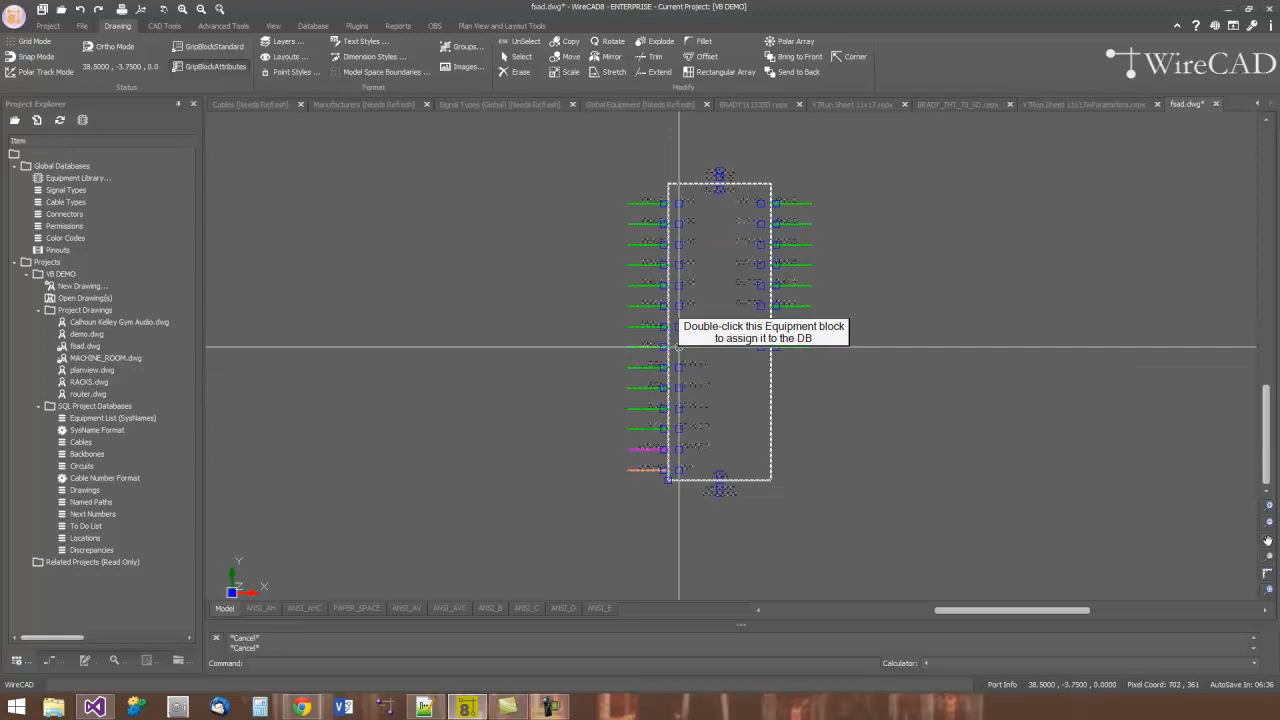 fsad.dwg* - WireCAD8 - ENTERPRISE - Current Project: [VB DEMO]
Project File Drawing View CAD Tools Database Advanced Tools Plugins Reports OBS Plan View and Layout Tools
Grid Mode
Snap Mode
Polar Track Mode
Ortho Mode
38.5000 , -3.7500 , 0.0
GripBlockStandard
GripBlockAttributes
Status
Layers ...
Layouts ...
Point Styles ...
Text Styles ...
Dimension Styles ...
Model Space Boundaries ...
Groups...
Images...
Format
UnSelect
Select
Erase
Copy
Move
Scale
Rotate
Mirror
Stretch
Explode
Trim
Extend
Fillet
Offset
Rectangular Array
Polar Array
Bring to Front
Send to Back
Corner
Modify
WireCAD
Project Explorer
Cables [Needs Refresh]
Manufacturers [Needs Refresh]
Signal Types (Global) [Needs Refresh]
Global Equipment [Needs Refresh]
Y7Run Sheet 11x17.repx
fsad.dwg*
Item
Global Databases
Equipment Library...
Signal Types
Cable Types
Connectors
Permissions
Color Codes
Pinouts
Projects
VB DEMO
New Drawing...
Open Drawing(s)
Project Drawings
Calhoun Kelley Gym Audio.dwg
demo.dwg
fsad.dwg
MACHINE_ROOM.dwg
planview.dwg
RACKS.dwg
router.dwg
SQL Project Databases
Equipment List (SysNames)
SysName Format
Cables
Backbones
Circuits
Cable Number Format
Drawings
Named Paths
Next Numbers
To Do List
Locations
Discrepancies
Related Projects (Read Only)
Double-click this Equipment block
to assign it to the DB
Y
Z
X
Model ANSI_AH ANSI_AHC PAPER_SPACE ANSI_AV ANSI_AVC ANSI_B ANSI_C ANSI_D ANSI_E
*Cancel*
*Cancel*
Command:
Calculator:
WireCAD
Port Info
38.5000 , -3.7500 , 0.0000
Pixel Coord: 702 , 361
AutoSave In: 06:36
8